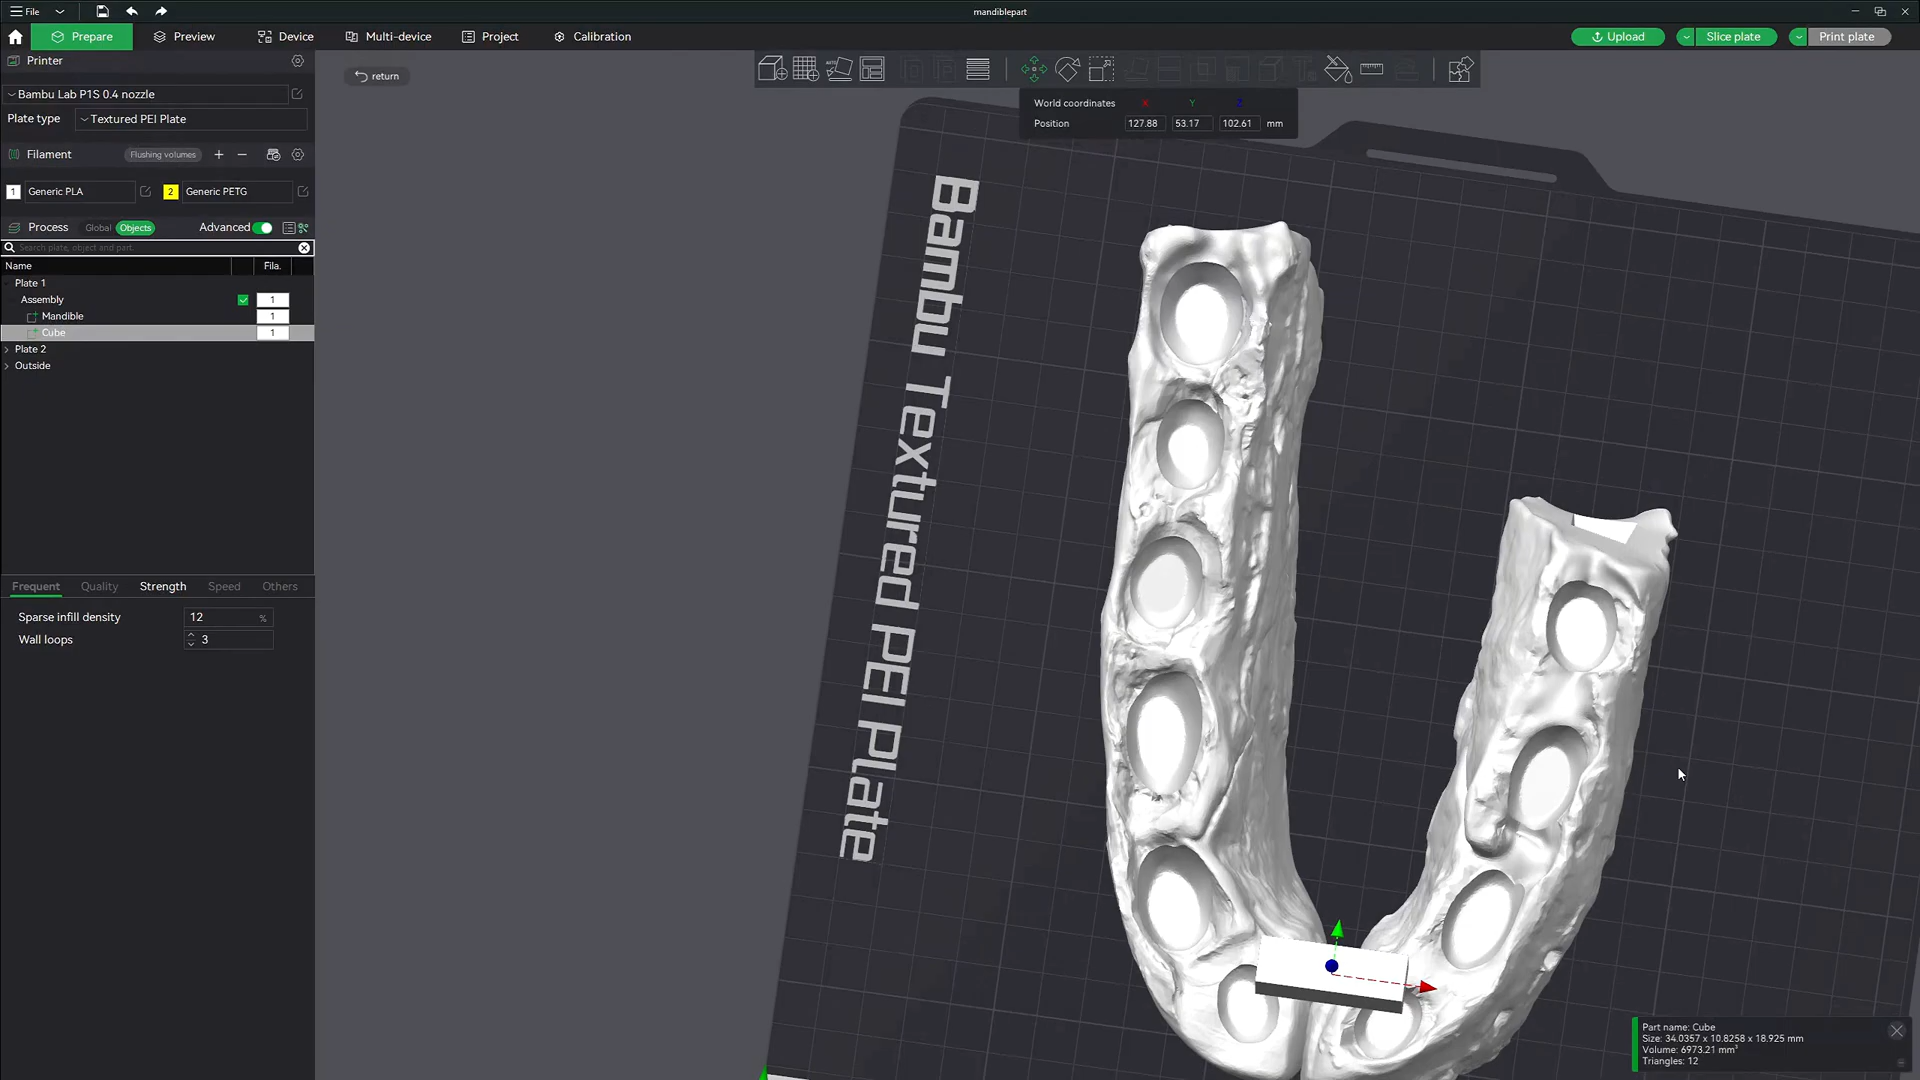 File
mandiblepart
Prepare
Preview
Device
Multi-device
Project
Calibration
Upload
Slice plate
Print plate
Printer
return
Bambu Lab P1S 0.4 nozzle
Plate type
Textured PEI Plate
World coordinates X Y Z
Position 127.88 53.17 102.61 mm
Filament
Flushing volumes
1 Generic PLA
2 Generic PETG
Process Global Objects Advanced
Search plate, object and part.
Name Fila.
Plate 1
Assembly 1
Mandible 1
Cube 1
Plate 2
Outside
Bambu Textured PEI Plate
Frequent Quality Strength Speed Others
Sparse infill density 12 %
Wall loops 3
Part name: Cube
Size: 34.0357 x 10.8258 x 18.925 mm
Volume: 6973.21 mm³
Triangles: 12